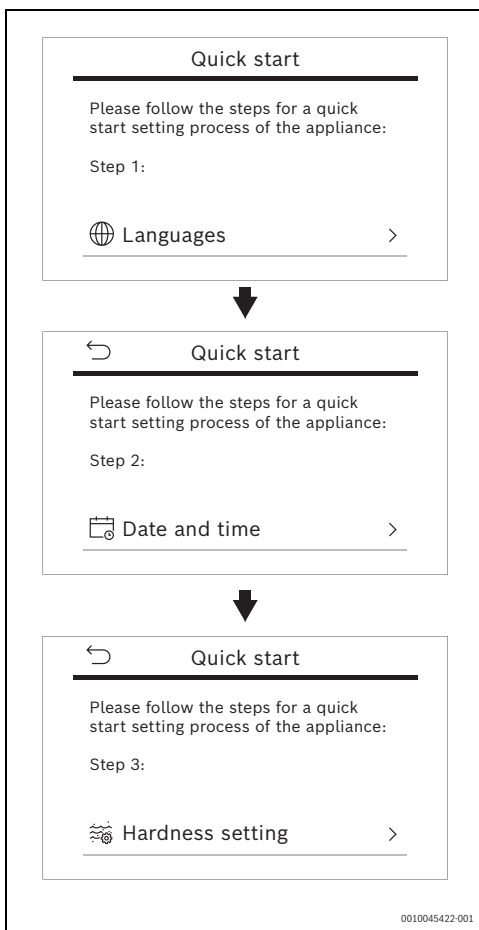 Quick start
Please follow the steps for a quick
start setting process of the appliance:
Step 1:
Languages
Quick start
Please follow the steps for a quick
start setting process of the appliance:
Step 2:
Date and time
Quick start
Please follow the steps for a quick
start setting process of the appliance:
Step 3:
Hardness setting
0010045422-001